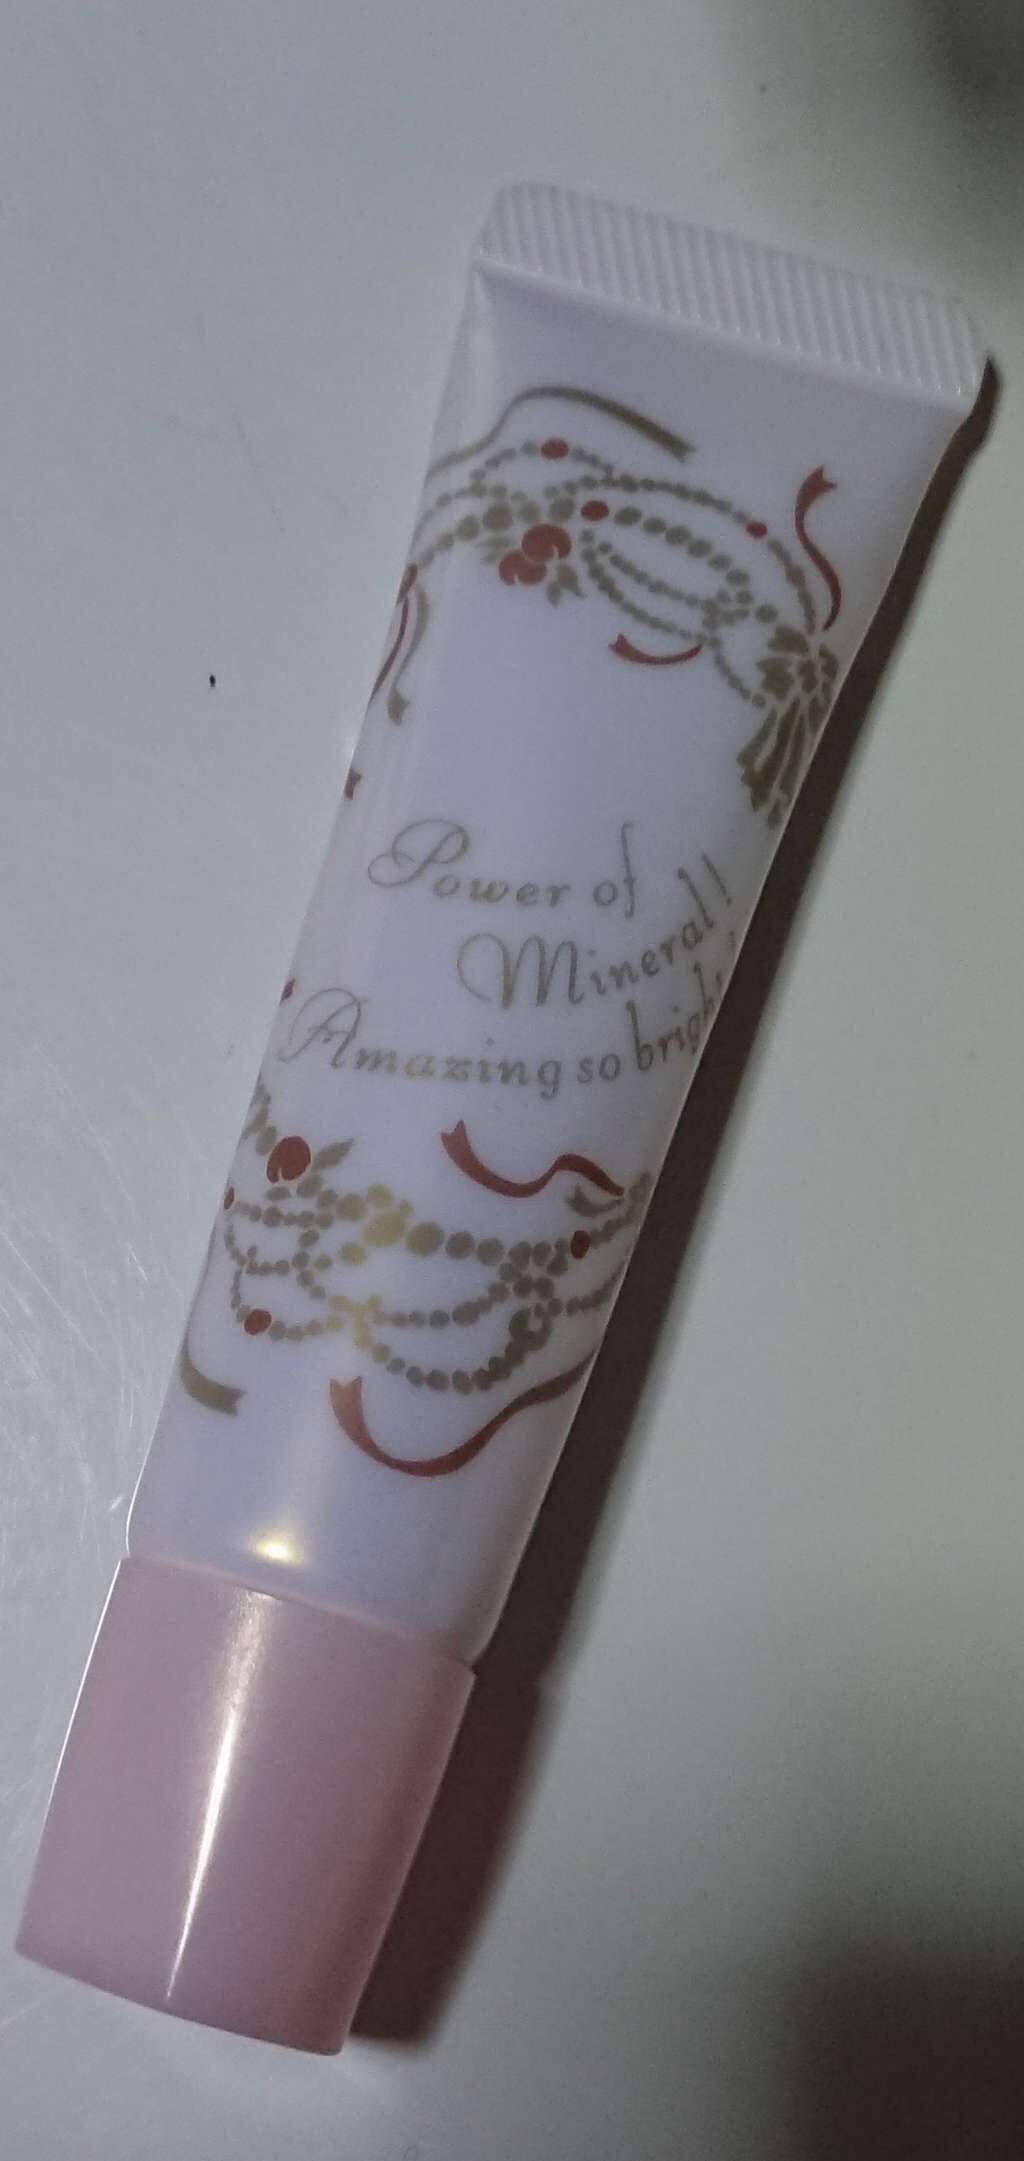 Power of
Mineral!
Amazing so bright